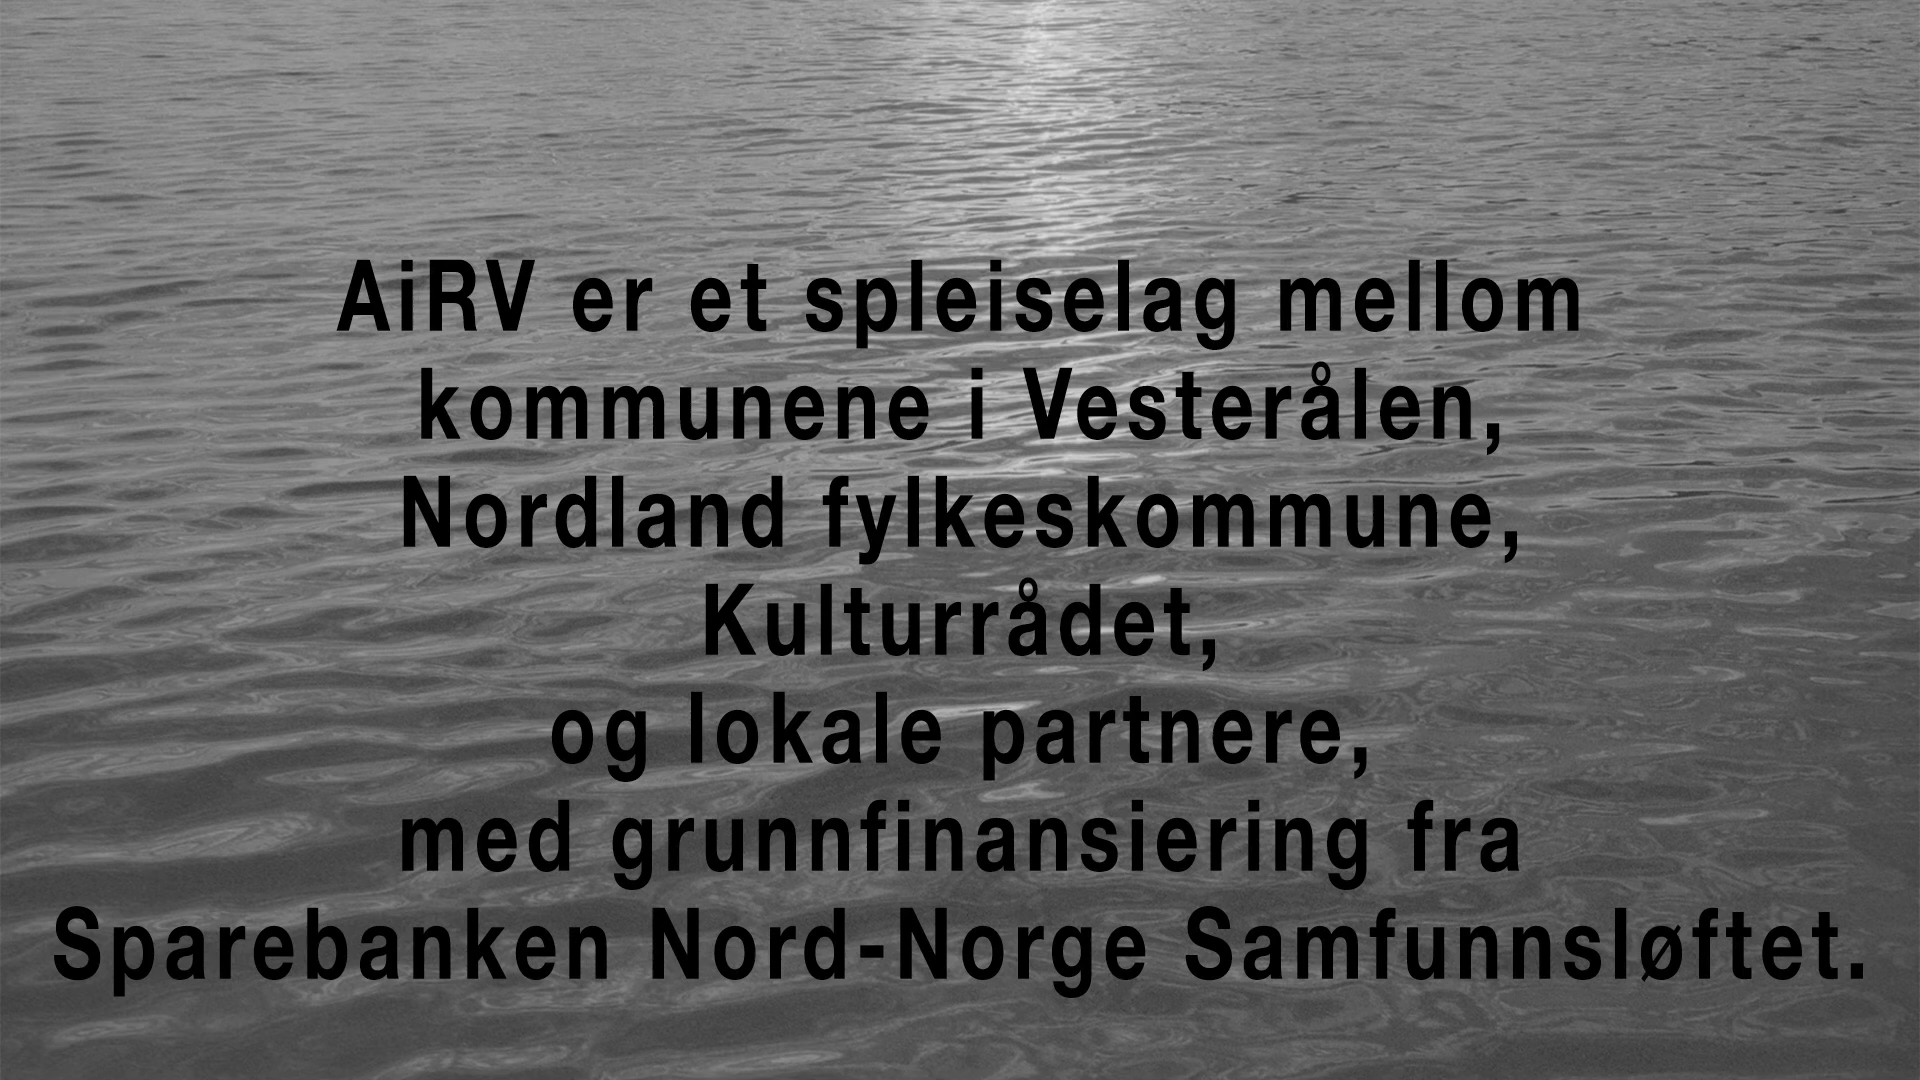 AiRV er et spleiselag mellom
kommunene i Vesterålen,
Nordland fylkeskommune,
Kulturrådet,
og lokale partnere,
med grunnfinansiering fra
Sparebanken Nord-Norge Samfunnsløftet.